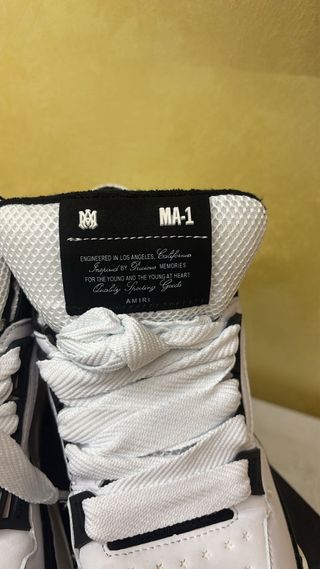 MA
MA-1
ENGINEERED IN LOS ANGELES, California
Inspired BY Precious MEMORIES
FOR THE YOUNG AND THE YOUNG AT HEART
Quality Sporting Goods
AMIRI